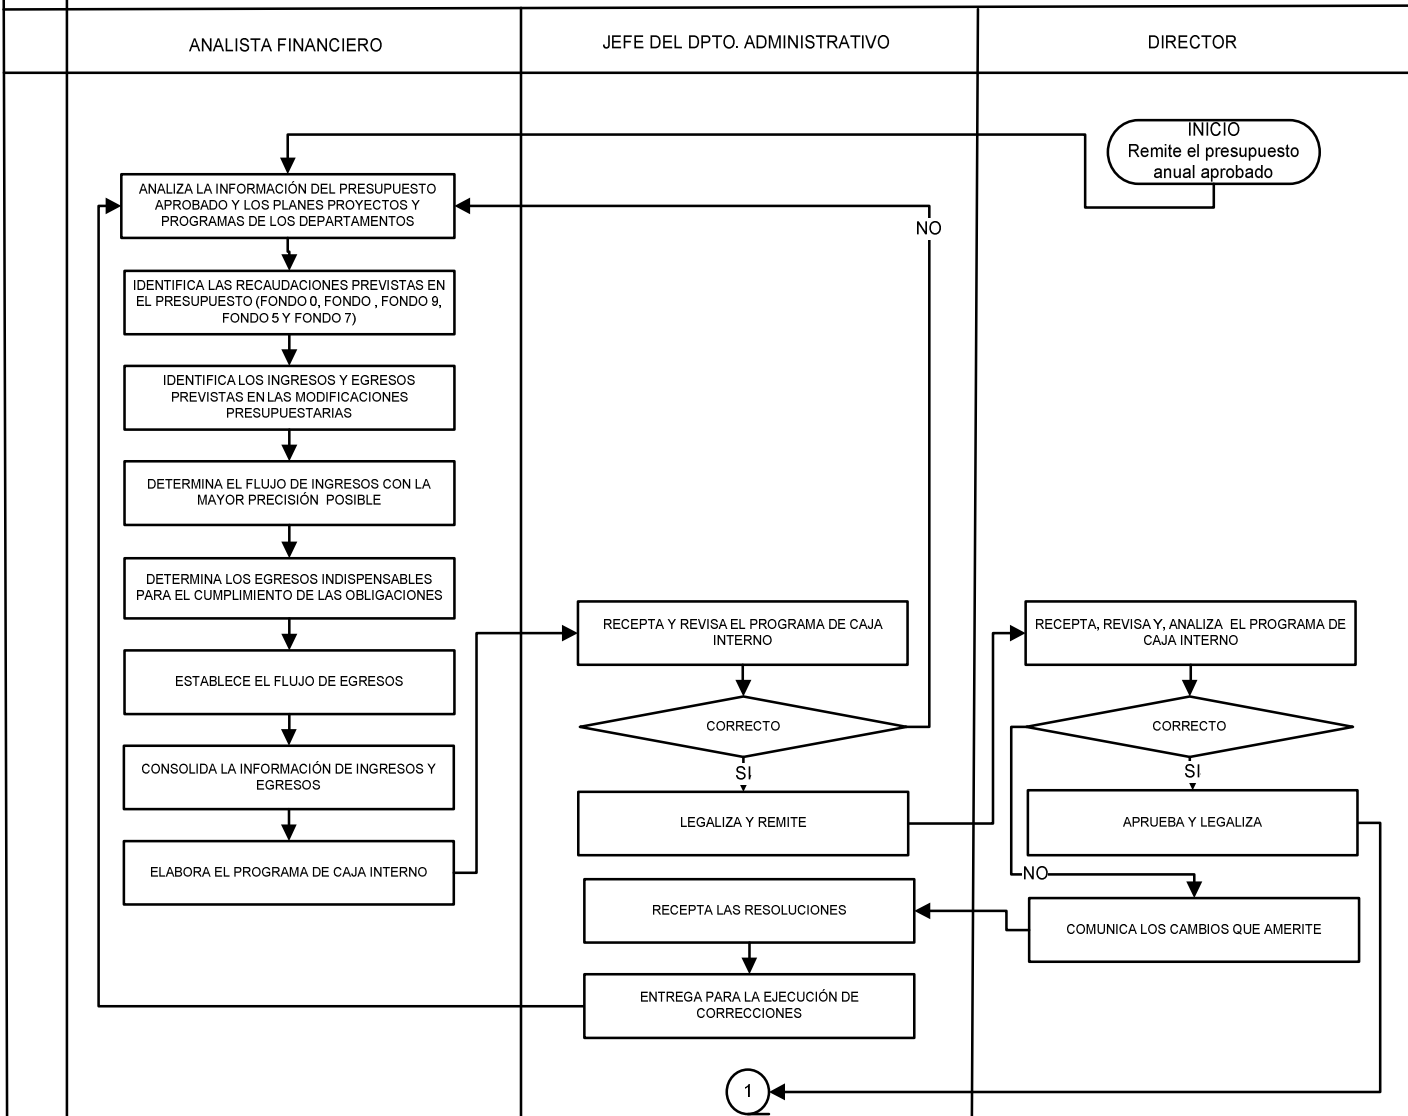 ANALISTA FINANCIERO
JEFE DEL DPTO. ADMINISTRATIVO
DIRECTOR
INICIO
Remite el presupuesto
anual aprobado
ANALIZA LA INFORMACIÓN DEL PRESUPUESTO
APROBADO Y LOS PLANES PROYECTOS Y
PROGRAMAS DE LOS DEPARTAMENTOS
NO
IDENTIFICA LAS RECAUDACIONES PREVISTAS EN
EL PRESUPUESTO (FONDO 0, FONDO , FONDO 9,
FONDO 5 Y FONDO 7)
IDENTIFICA LOS INGRESOS Y EGRESOS
PREVISTAS EN LAS MODIFICACIONES
PRESUPUESTARIAS
DETERMINA EL FLUJO DE INGRESOS CON LA
MAYOR PRECISIÓN POSIBLE
DETERMINA LOS EGRESOS INDISPENSABLES
PARA EL CUMPLIMIENTO DE LAS OBLIGACIONES
ESTABLECE EL FLUJO DE EGRESOS
CONSOLIDA LA INFORMACIÓN DE INGRESOS Y
EGRESOS
ELABORA EL PROGRAMA DE CAJA INTERNO
RECEPTA Y REVISA EL PROGRAMA DE CAJA
INTERNO
CORRECTO
SI
LEGALIZA Y REMITE
RECEPTA, REVISA Y, ANALIZA EL PROGRAMA DE
CAJA INTERNO
CORRECTO
SI
APRUEBA Y LEGALIZA
NO
COMUNICA LOS CAMBIOS QUE AMERITE
RECEPTA LAS RESOLUCIONES
ENTREGA PARA LA EJECUCIÓN DE
CORRECCIONES
1